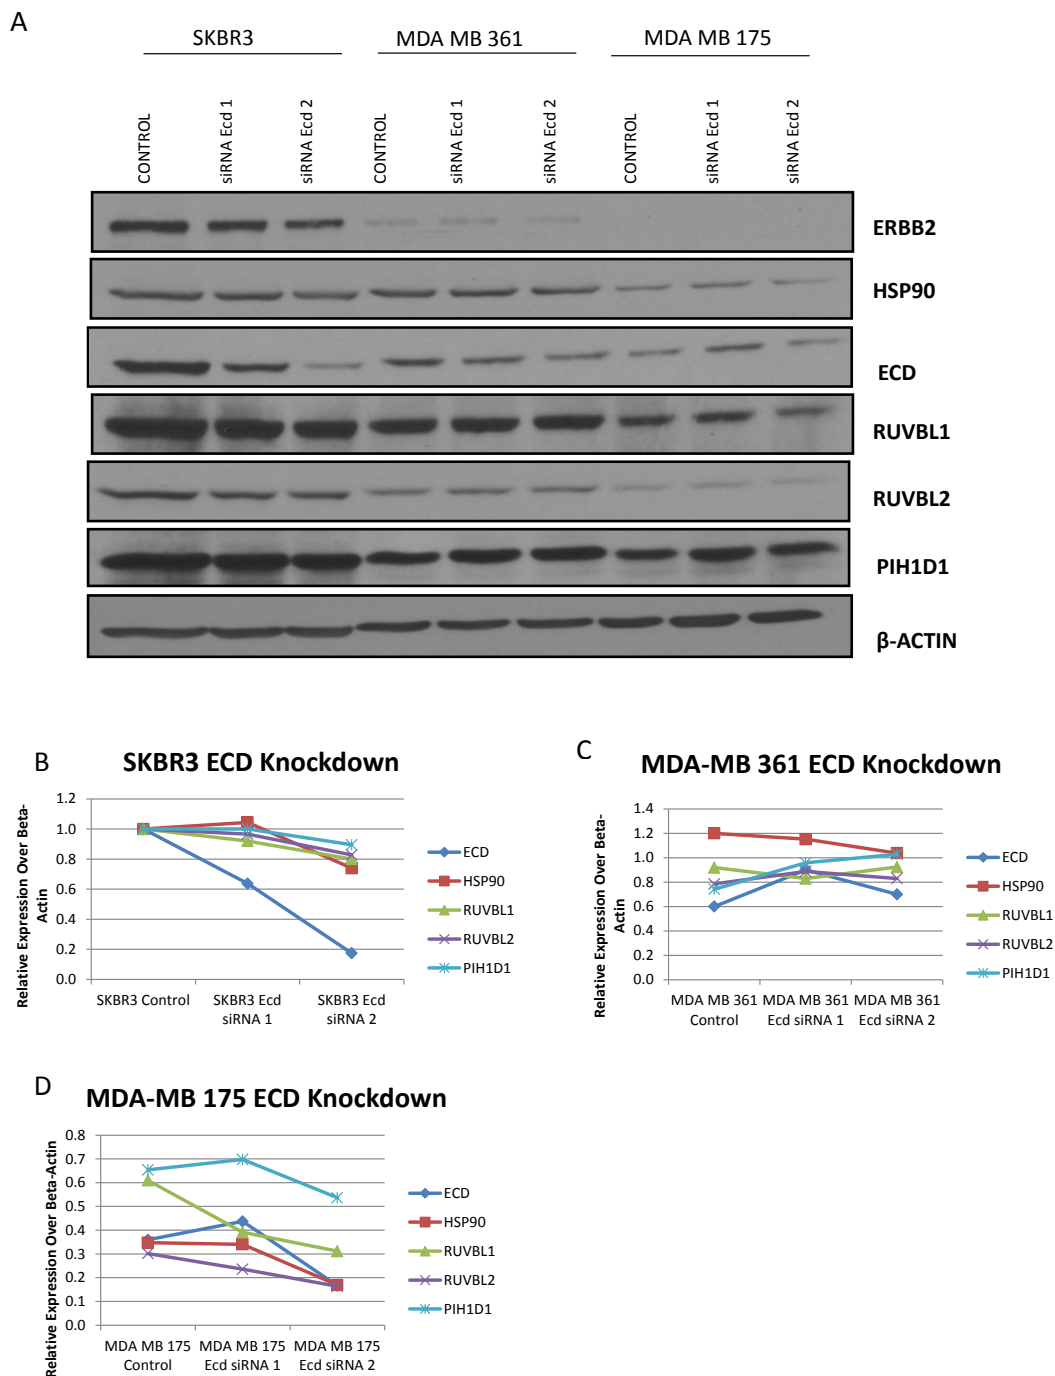 A
SKBR3 MDA MB 361 MDA MB 175
CONTROL siRNA Ecd 1 siRNA Ecd 2 CONTROL siRNA Ecd 1 siRNA Ecd 2 CONTROL siRNA Ecd 1 siRNA Ecd 2
ERBB2
HSP90
ECD
RUVBL1
RUVBL2
PIH1D1
β-ACTIN
B
SKBR3 ECD Knockdown
Relative Expression Over Beta-
Actin
1.2
1.0
0.8
0.6
0.4
0.2
0.0
SKBR3 Control
SKBR3 Ecd
siRNA 1
SKBR3 Ecd
siRNA 2
ECD
HSP90
RUVBL1
RUVBL2
PIH1D1
C
MDA-MB 361 ECD Knockdown
Relative Expression Over Beta-
Actin
1.4
1.2
1.0
0.8
0.6
0.4
0.2
0.0
MDA MB 361
Control
MDA MB 361
Ecd siRNA 1
MDA MB 361
Ecd siRNA 2
ECD
HSP90
RUVBL1
RUVBL2
PIH1D1
D
MDA-MB 175 ECD Knockdown
Relative Expression Over Beta-Actin
0.8
0.7
0.6
0.5
0.4
0.3
0.2
0.1
0.0
MDA MB 175
Control
MDA MB 175
Ecd siRNA 1
MDA MB 175
Ecd siRNA 2
ECD
HSP90
RUVBL1
RUVBL2
PIH1D1